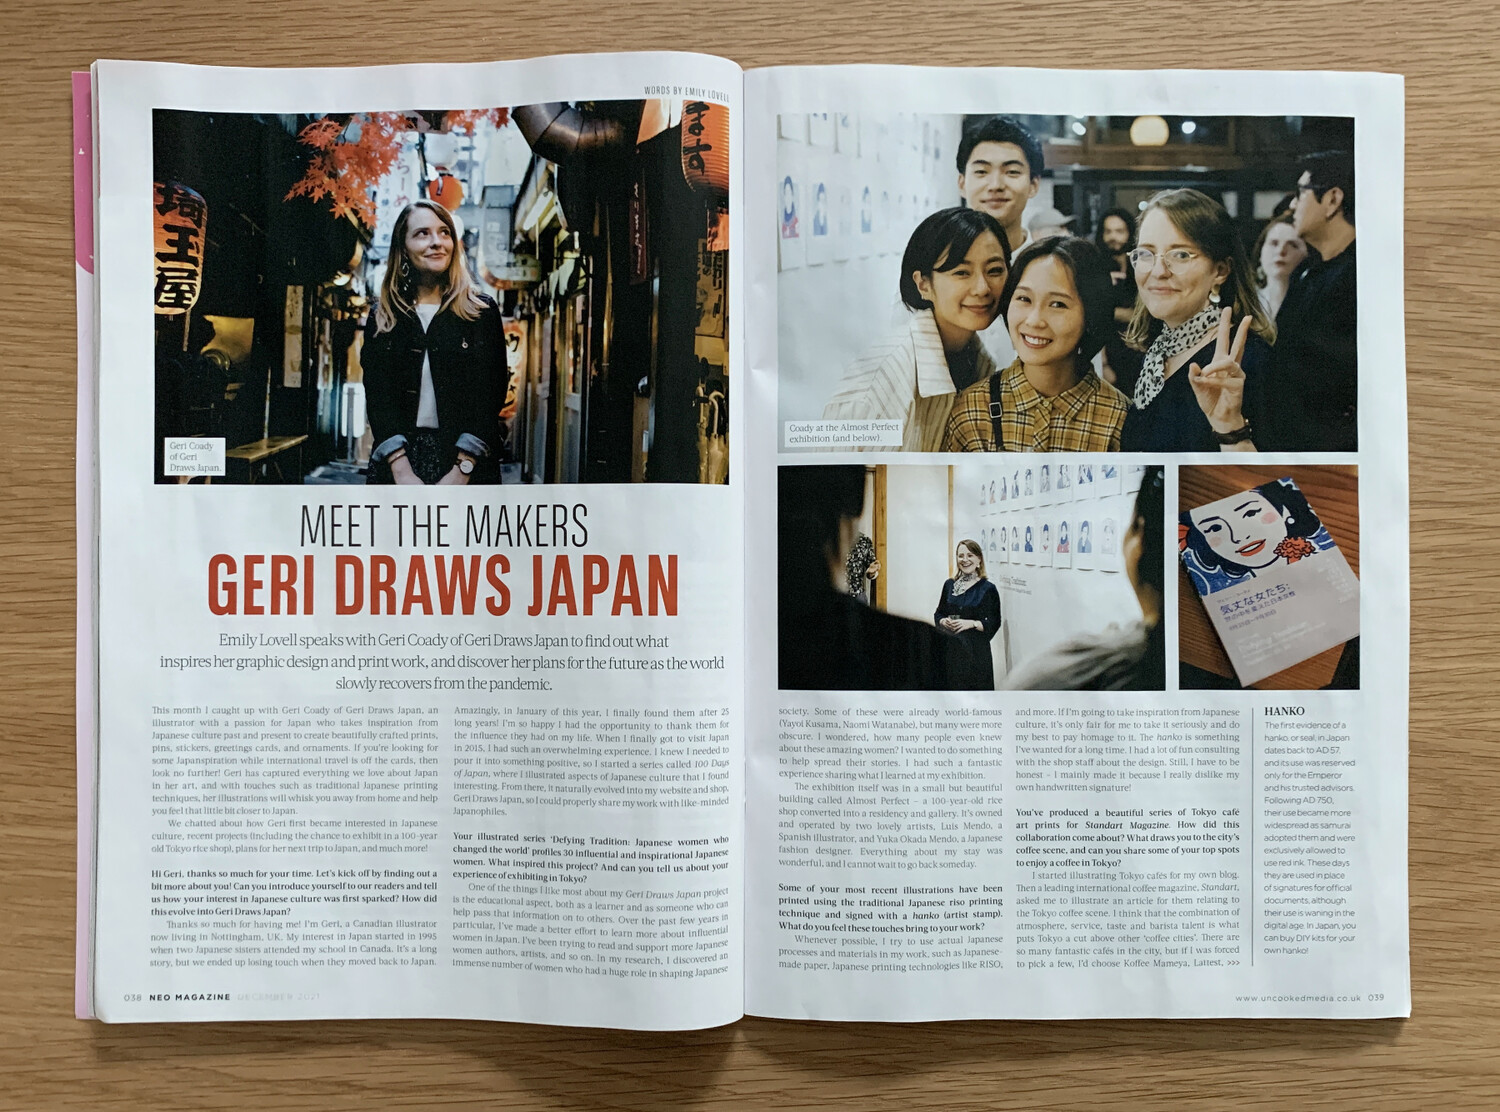 WORDS BY EMILY LOVELL
埼玉屋
Geri Coady
of Geri
Draws Japan.
MEET THE MAKERS
GERI DRAWS JAPAN
Emily Lovell speaks with Geri Coady of Geri Draws Japan to find out what
inspires her graphic design and print work, and discover her plans for the future as the world
slowly recovers from the pandemic.
This month I caught up with Geri Coady of Geri Draws Japan, an
illustrator with a passion for Japan who takes inspiration from
Japanese culture past and present to create beautifully crafted prints,
pins, stickers, greetings cards, and ornaments. If you're looking for
some Japanspiration while international travel is off the cards, then
look no further! Geri has captured everything we love about Japan
in her art, and with touches such as traditional Japanese printing
techniques, her illustrations will whisk you away from home and help
you feel that little bit closer to Japan.
We chatted about how Geri first became interested in Japanese
culture, recent projects (including the chance to exhibit in a 100-year
old Tokyo rice shop), plans for her next trip to Japan, and much more!
Hi Geri, thanks so much for your time. Let's kick off by finding out a
bit more about you! Can you introduce yourself to our readers and tell
us how your interest in Japanese culture was first sparked? How did
this evolve into Geri Draws Japan?
Thanks so much for having me! I'm Geri, a Canadian illustrator
now living in Nottingham, UK. My interest in Japan started in 1995
when two Japanese sisters attended my school in Canada. It's a long
story, but we ended up losing touch when they moved back to Japan.
Amazingly, in January of this year, I finally found them after 25
long years! I'm so happy I had the opportunity to thank them for
the influence they had on my life. When I finally got to visit Japan
in 2015, I had such an overwhelming experience. I knew I needed to
pour it into something positive, so I started a series called 100 Days
of Japan, where I illustrated aspects of Japanese culture that I found
interesting. From there, it naturally evolved into my website and shop,
Geri Draws Japan, so I could properly share my work with like-minded
Japanophiles.
Your illustrated series 'Defying Tradition: Japanese women who
changed the world' profiles 30 influential and inspirational Japanese
women. What inspired this project? And can you tell us about your
experience of exhibiting in Tokyo?
One of the things I like most about my Geri Draws Japan project
is the educational aspect, both as a learner and as someone who can
help pass that information on to others. Over the past few years in
particular, I've made a better effort to learn more about influential
women in Japan. I've been trying to read and support more Japanese
women authors, artists, and so on. In my research, I discovered an
immense number of women who had a huge role in shaping Japanese
038 NEO MAGAZINE DECEMBER 2021
Coady at the Almost Perfect
exhibition (and below).
気丈な女たち:
society. Some of these were already world-famous
(Yayoi Kusama, Naomi Watanabe), but many were more
obscure. I wondered, how many people even knew
about these amazing women? I wanted to do something
to help spread their stories. I had such a fantastic
experience sharing what I learned at my exhibition.
The exhibition itself was in a small but beautiful
building called Almost Perfect – a 100-year-old rice
shop converted into a residency and gallery. It's owned
and operated by two lovely artists, Luis Mendo, a
Spanish illustrator, and Yuka Okada Mendo, a Japanese
fashion designer. Everything about my stay was
wonderful, and I cannot wait to go back someday.
Some of your most recent illustrations have been
printed using the traditional Japanese riso printing
technique and signed with a hanko (artist stamp).
What do you feel these touches bring to your work?
Whenever possible, I try to use actual Japanese
processes and materials in my work, such as Japanese-
made paper, Japanese printing technologies like RISO,
and more. If I'm going to take inspiration from Japanese
culture, it's only fair for me to take it seriously and do
my best to pay homage to it. The hanko is something
I've wanted for a long time. I had a lot of fun consulting
with the shop staff about the design. Still, I have to be
honest – I mainly made it because I really dislike my
own handwritten signature!
You've produced a beautiful series of Tokyo café
art prints for Standart Magazine. How did this
collaboration come about? What draws you to the city's
coffee scene, and can you share some of your top spots
to enjoy a coffee in Tokyo?
I started illustrating Tokyo cafés for my own blog.
Then a leading international coffee magazine, Standart,
asked me to illustrate an article for them relating to
the Tokyo coffee scene. I think that the combination of
atmosphere, service, taste and barista talent is what
puts Tokyo a cut above other 'coffee cities'. There are
so many fantastic cafés in the city, but if I was forced
to pick a few, I'd choose Koffee Mameya, Lattest, >>>
HANKO
The first evidence of a
hanko, or seal, in Japan
dates back to AD 57,
and its use was reserved
only for the Emperor
and his trusted advisors.
Following AD 750,
their use became more
widespread as samurai
adopted them and were
exclusively allowed to
use red ink. These days
they are used in place
of signatures for official
documents, although
their use is waning in the
digital age. In Japan, you
can buy DIY kits for your
own hanko!
www.uncookedmedia.co.uk 039